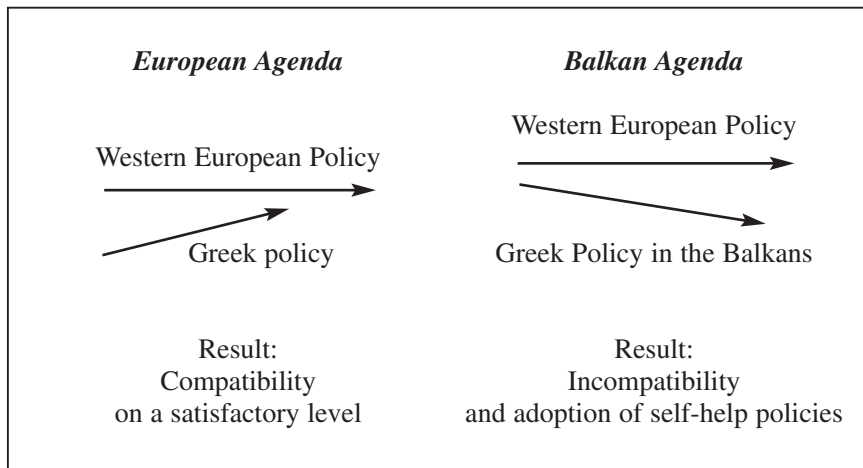 European Agenda
Western European Policy
Greek policy
Result:
Compatibility
on a satisfactory level
Balkan Agenda
Western European Policy
Greek Policy in the Balkans
Result:
Incompatibility
and adoption of self-help policies